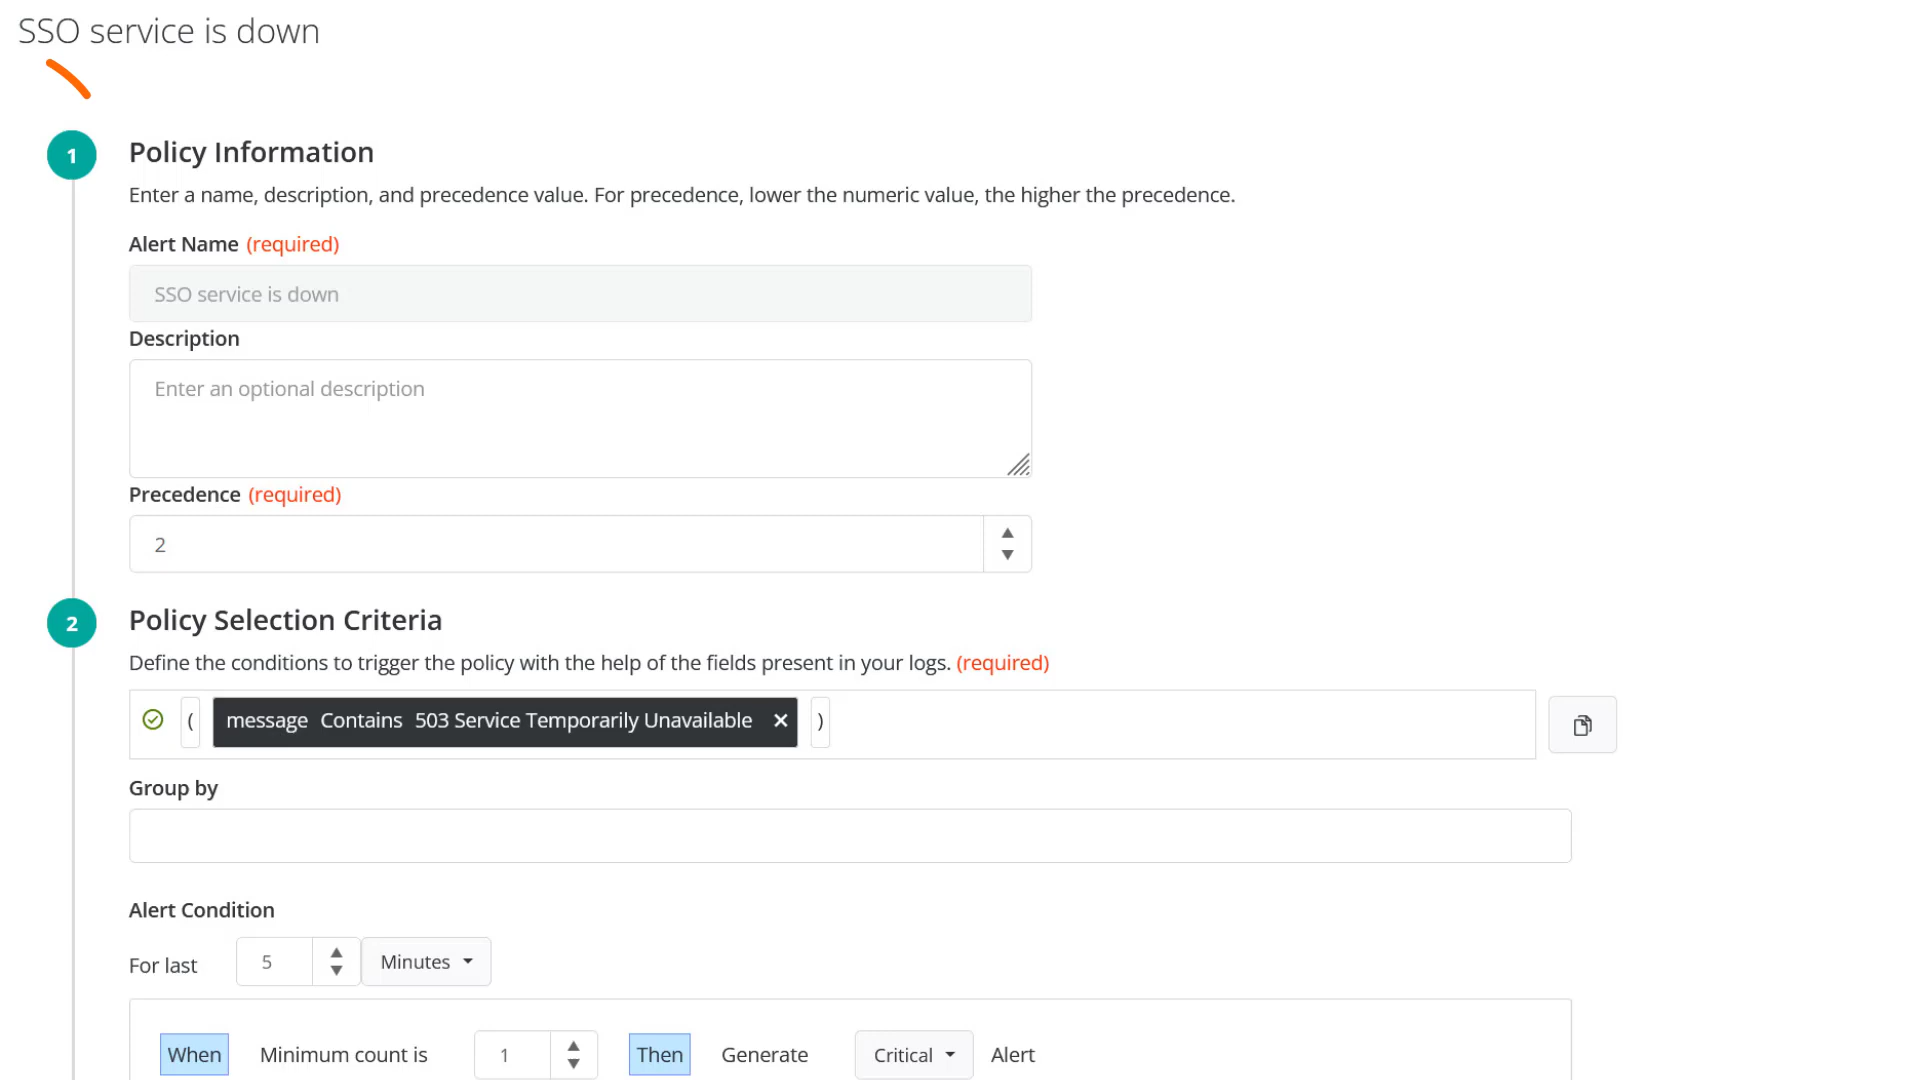 SSO service is down
1 Policy Information
Enter a name, description, and precedence value. For precedence, lower the numeric value, the higher the precedence.
Alert Name (required)
SSO service is down
Description
Enter an optional description
Precedence (required)
2
2 Policy Selection Criteria
Define the conditions to trigger the policy with the help of the fields present in your logs. (required)
( message Contains 503 Service Temporarily Unavailable × )
Group by
Alert Condition
For last 5 Minutes
When Minimum count is 1 Then Generate Critical Alert